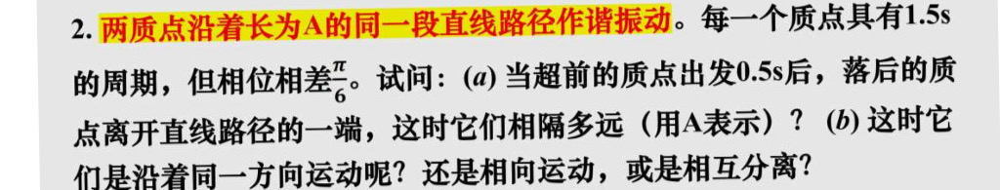 2. 两质点沿着长为A的同一段直线路径作谐振动。每一个质点具有1.5s
的周期，但相位相差π/6。试问：(a) 当超前的质点出发0.5s后，落后的质
点离开直线路径的一端，这时它们相隔多远（用A表示）？ (b) 这时它
们是沿着同一方向运动呢？还是相向运动，或是相互分离？